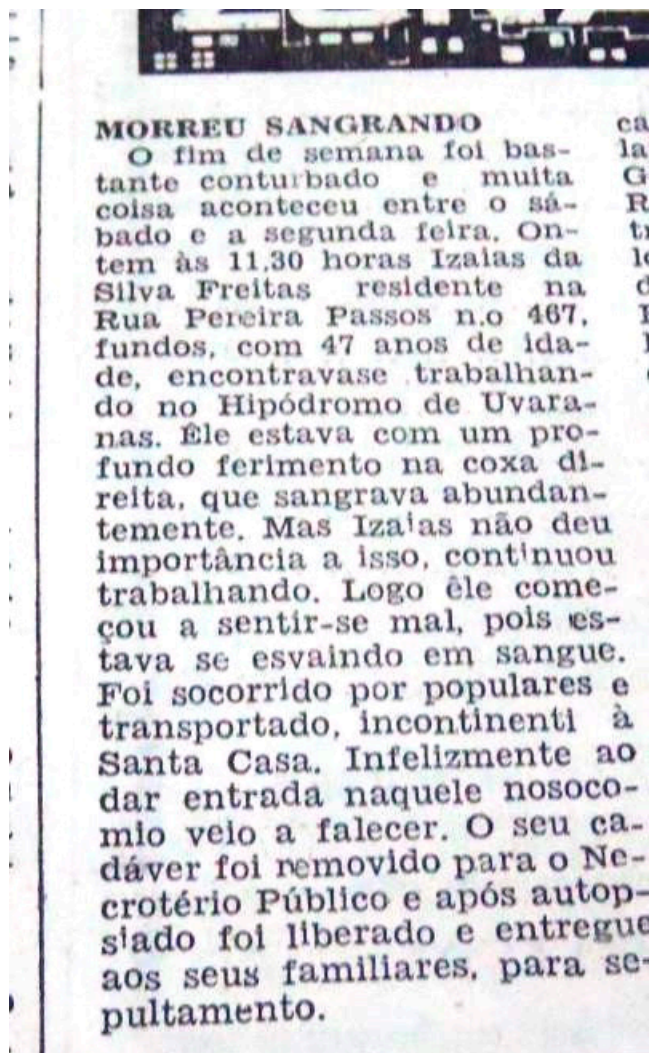 MORREU SANGRANDO
O fim de semana foi bas-
tante conturbado e muita
coisa aconteceu entre o sá-
bado e a segunda feira. On-
tem às 11,30 horas Izaias da
Silva Freitas residente na
Rua Pereira Passos n.o 467,
fundos, com 47 anos de ida-
de, encontravase trabalhan-
do no Hipódromo de Uvara-
nas. Êle estava com um pro-
fundo ferimento na coxa di-
reita, que sangrava abundan-
temente. Mas Izaias não deu
importância a isso, continuou
trabalhando. Logo êle come-
çou a sentir-se mal, pois es-
tava se esvaindo em sangue.
Foi socorrido por populares e
transportado, incontinenti à
Santa Casa. Infelizmente ao
dar entrada naquele nosoco-
mio veio a falecer. O seu ca-
dáver foi removido para o Ne-
crotério Público e após autop-
siado foi liberado e entregue
aos seus familiares, para se-
pultamento.